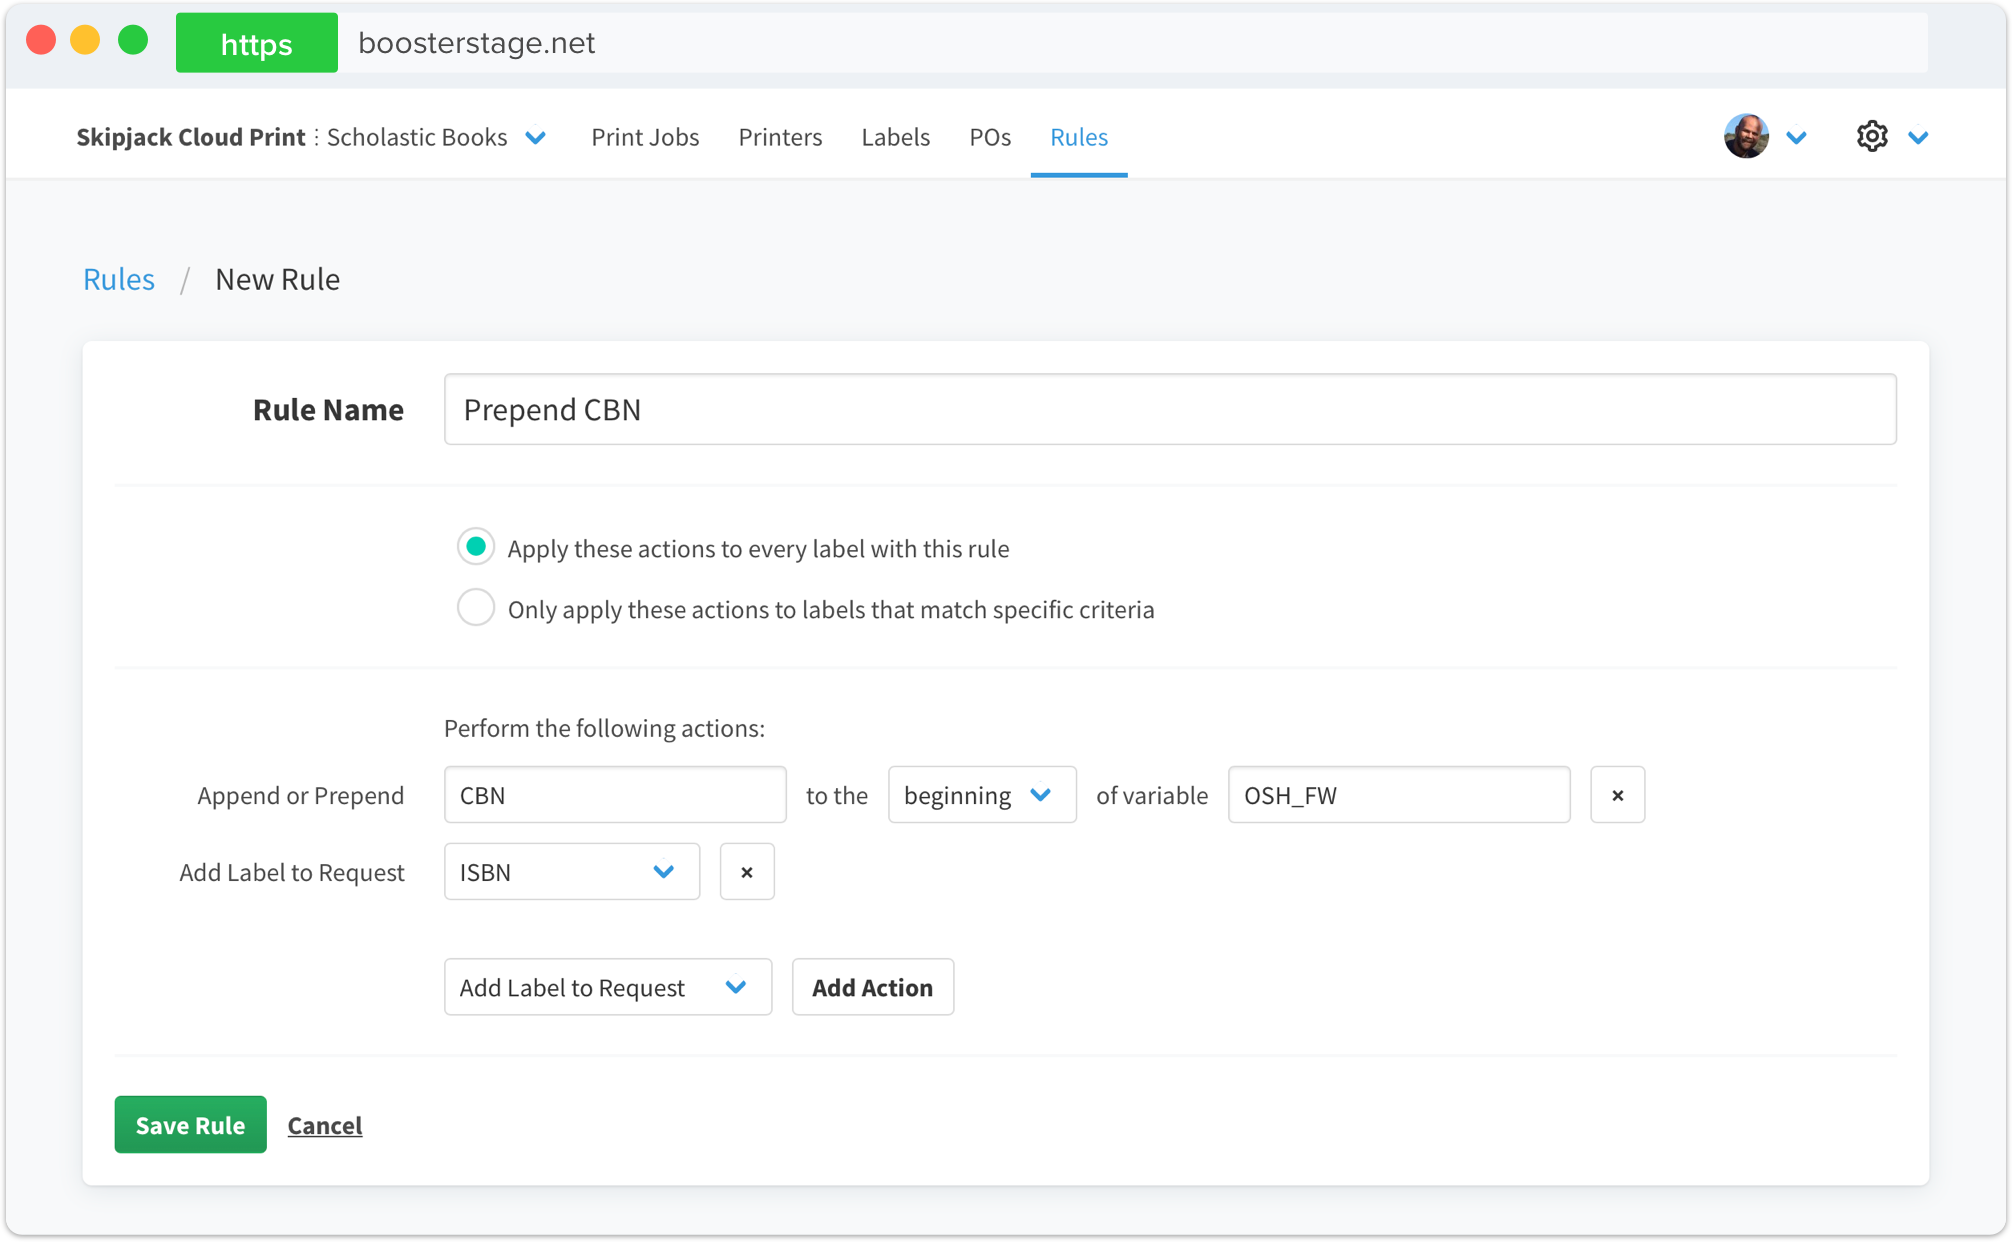 https boosterstage.net
Skipjack Cloud Print : Scholastic Books Print Jobs Printers Labels POs Rules
Rules / New Rule
Rule Name Prepend CBN
Apply these actions to every label with this rule
Only apply these actions to labels that match specific criteria
Perform the following actions:
Append or Prepend CBN to the beginning of variable OSH_FW ×
Add Label to Request ISBN ×
Add Label to Request Add Action
Save Rule Cancel